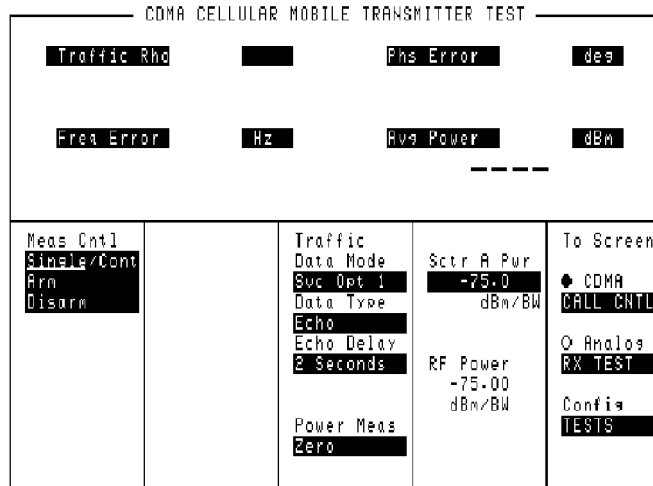 CDMA CELLULAR MOBILE TRANSMITTER TEST
Traffic Rho
Phs Error
deg
Freq Error
Hz
Avg Power
dBm
----
Meas Cntl
Single/Cont
Arm
Disarm
Traffic
Data Mode
Svc Opt 1
Data Type
Echo
Echo Delay
2 Seconds
Power Meas
Zero
Sctr A Pwr
-75.0
dBm/BW
RF Power
-75.00
dBm/BW
To Screen
CDMA
CALL CNTL
Analog
RX TEST
Config
TESTS